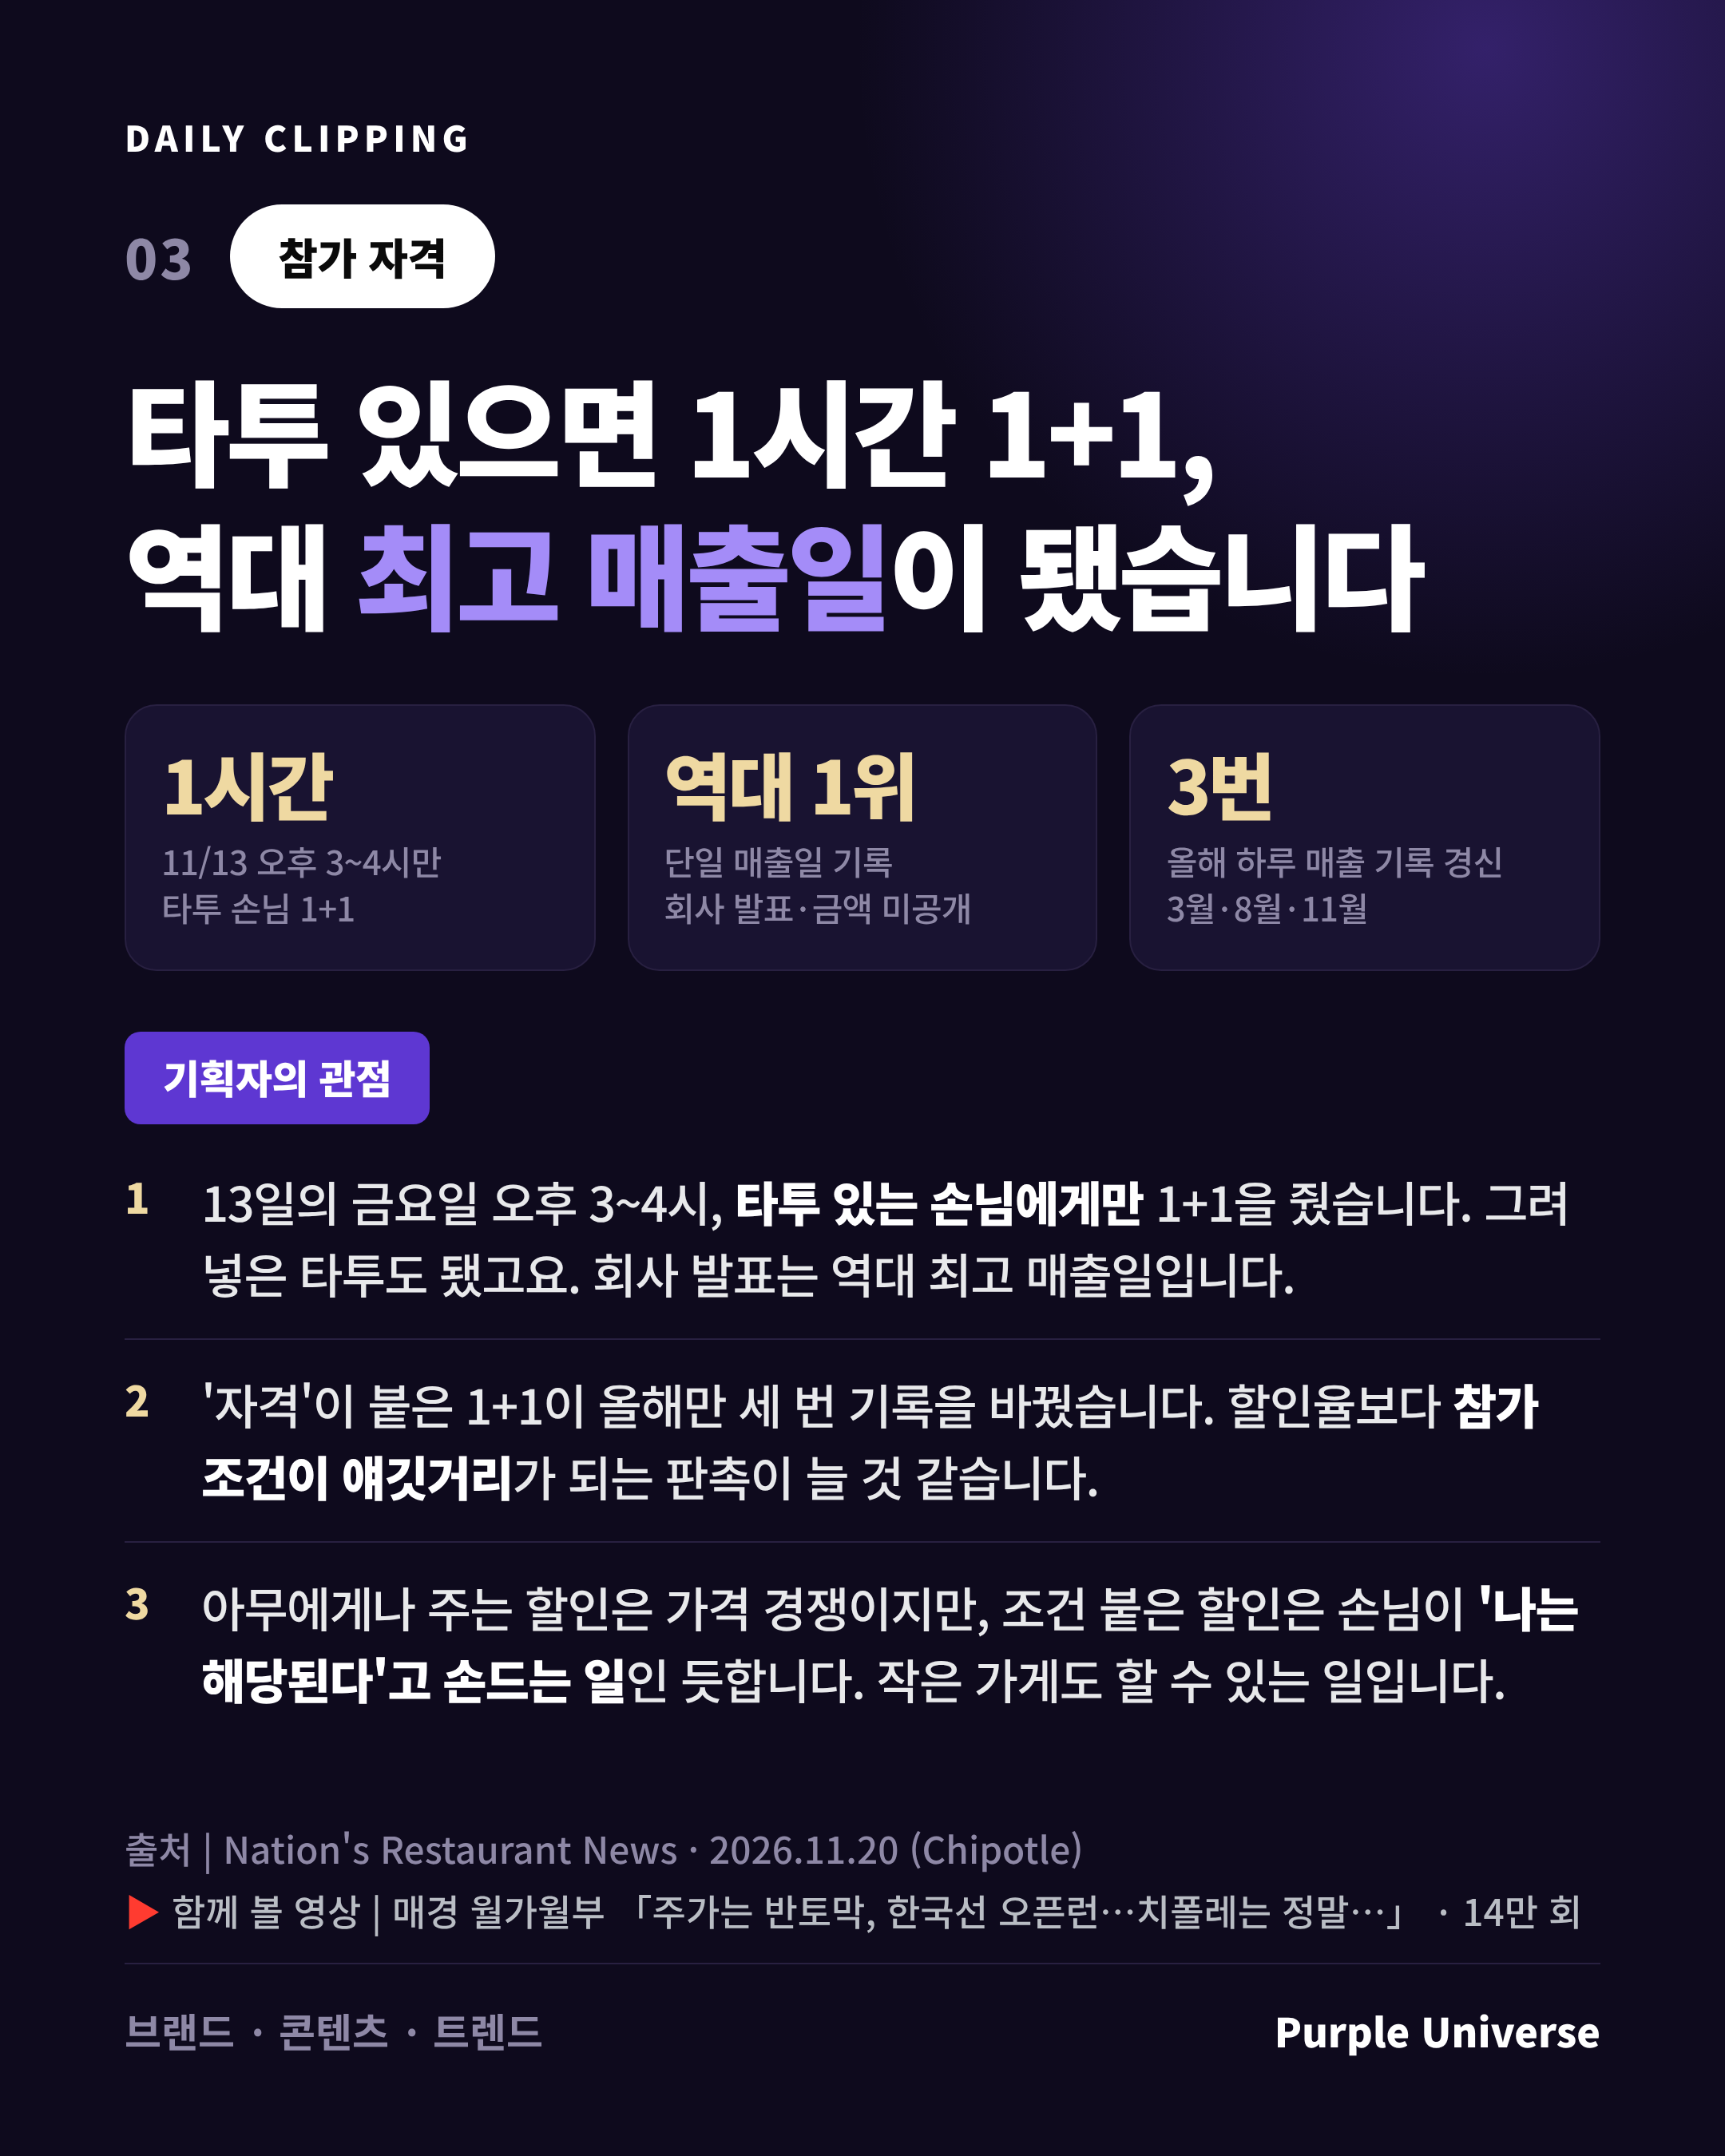 DAILY CLIPPING
03 참가 자격
타투 있으면 1시간 1+1,
역대 최고 매출일이 됐습니다
1시간
11/13 오후 3~4시만
타투 손님 1+1
역대 1위
단일 매출일 기록
회사 발표·금액 미공개
3번
올해 하루 매출 기록 경신
3월·8월·11월
기획자의 관점
1 13일의 금요일 오후 3~4시, 타투 있는 손님에게만 1+1을 줬습니다. 그려
넣은 타투도 됐고요. 회사 발표는 역대 최고 매출일입니다.
2 '자격'이 붙은 1+1이 올해만 세 번 기록을 바꿨습니다. 할인율보다 참가
조건이 얘깃거리가 되는 판촉이 늘 것 같습니다.
3 아무에게나 주는 할인은 가격 경쟁이지만, 조건 붙은 할인은 손님이 '나는
해당된다'고 손드는 일인 듯합니다. 작은 가게도 할 수 있는 일입니다.
출처 | Nation's Restaurant News · 2026.11.20 (Chipotle)
▶ 함께 볼 영상 | 매경 월가월부 「주가는 반토막, 한국선 오픈런…치폴레는 정말…」 · 14만 회
브랜드 · 콘텐츠 · 트렌드
Purple Universe